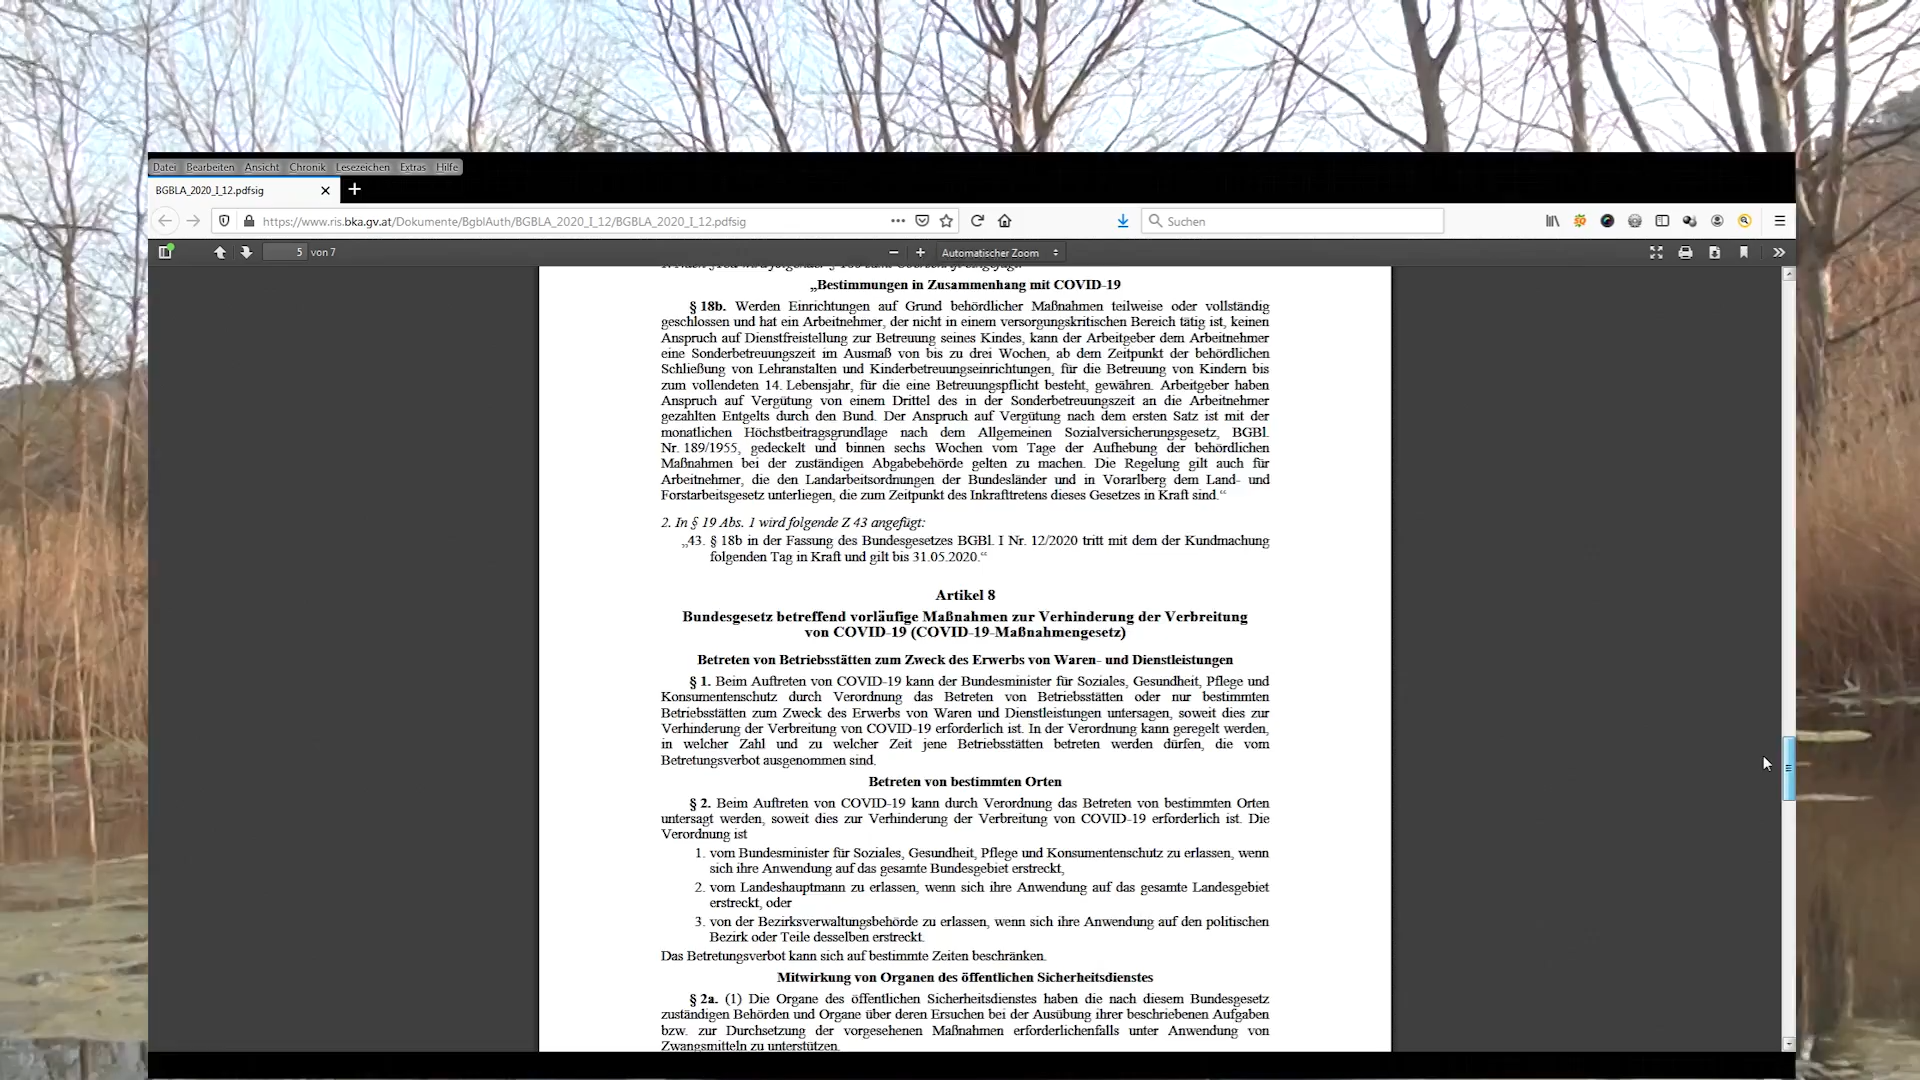 Datei Bearbeiten Ansicht Chronik Lesezeichen Extras Hilfe
BGBLA_2020_I_12.pdfsig
https://www.ris.bka.gv.at/Dokumente/BgblAuth/BGBLA_2020_I_12/BGBLA_2020_I_12.pdfsig
Suchen
5 von 7
Automatischer Zoom
„Bestimmungen in Zusammenhang mit COVID-19
§ 18b. Werden Einrichtungen auf Grund behördlicher Maßnahmen teilweise oder vollständig
geschlossen und hat ein Arbeitnehmer, der nicht in einem versorgungskritischen Bereich tätig ist, keinen
Anspruch auf Dienstfreistellung zur Betreuung seines Kindes, kann der Arbeitgeber dem Arbeitnehmer
eine Sonderbetreuungszeit im Ausmaß von bis zu drei Wochen, ab dem Zeitpunkt der behördlichen
Schließung von Lehranstalten und Kinderbetreuungseinrichtungen, für die Betreuung von Kindern bis
zum vollendeten 14. Lebensjahr, für die eine Betreuungspflicht besteht, gewähren. Arbeitgeber haben
Anspruch auf Vergütung von einem Drittel des in der Sonderbetreuungszeit an die Arbeitnehmer
gezahlten Entgelts durch den Bund. Der Anspruch auf Vergütung nach dem ersten Satz ist mit der
monatlichen Höchstbeitragsgrundlage nach dem Allgemeinen Sozialversicherungsgesetz, BGBl.
Nr. 189/1955, gedeckelt und binnen sechs Wochen vom Tage der Aufhebung der behördlichen
Maßnahmen bei der zuständigen Abgabebehörde gelten zu machen. Die Regelung gilt auch für
Arbeitnehmer, die den Landarbeitsordnungen der Bundesländer und in Vorarlberg dem Land- und
Forstarbeitsgesetz unterliegen, die zum Zeitpunkt des Inkrafttretens dieses Gesetzes in Kraft sind.“
2. In § 19 Abs. 1 wird folgende Z 43 angefügt:
„43. § 18b in der Fassung des Bundesgesetzes BGBl. I Nr. 12/2020 tritt mit dem der Kundmachung
folgenden Tag in Kraft und gilt bis 31.05.2020.“
Artikel 8
Bundesgesetz betreffend vorläufige Maßnahmen zur Verhinderung der Verbreitung
von COVID-19 (COVID-19-Maßnahmengesetz)
Betreten von Betriebsstätten zum Zweck des Erwerbs von Waren- und Dienstleistungen
§ 1. Beim Auftreten von COVID-19 kann der Bundesminister für Soziales, Gesundheit, Pflege und
Konsumentenschutz durch Verordnung das Betreten von Betriebsstätten oder nur bestimmten
Betriebsstätten zum Zweck des Erwerbs von Waren und Dienstleistungen untersagen, soweit dies zur
Verhinderung der Verbreitung von COVID-19 erforderlich ist. In der Verordnung kann geregelt werden,
in welcher Zahl und zu welcher Zeit jene Betriebsstätten betreten werden dürfen, die vom
Betretungsverbot ausgenommen sind.
Betreten von bestimmten Orten
§ 2. Beim Auftreten von COVID-19 kann durch Verordnung das Betreten von bestimmten Orten
untersagt werden, soweit dies zur Verhinderung der Verbreitung von COVID-19 erforderlich ist. Die
Verordnung ist
1. vom Bundesminister für Soziales, Gesundheit, Pflege und Konsumentenschutz zu erlassen, wenn
sich ihre Anwendung auf das gesamte Bundesgebiet erstreckt,
2. vom Landeshauptmann zu erlassen, wenn sich ihre Anwendung auf das gesamte Landesgebiet
erstreckt, oder
3. von der Bezirksverwaltungsbehörde zu erlassen, wenn sich ihre Anwendung auf den politischen
Bezirk oder Teile desselben erstreckt.
Das Betretungsverbot kann sich auf bestimmte Zeiten beschränken.
Mitwirkung von Organen des öffentlichen Sicherheitsdienstes
§ 2a. (1) Die Organe des öffentlichen Sicherheitsdienstes haben die nach diesem Bundesgesetz
zuständigen Behörden und Organe über deren Ersuchen bei der Ausübung ihrer beschriebenen Aufgaben
bzw. zur Durchsetzung der vorgesehenen Maßnahmen erforderlichenfalls unter Anwendung von
Zwangsmitteln zu unterstützen.